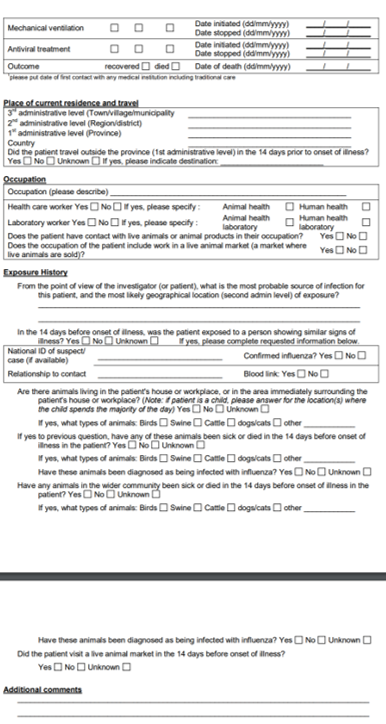 Mechanical ventilation ☐ ☐ ☐ Date initiated (dd/mm/yyyy) __/__/__
Date stopped (dd/mm/yyyy) __/__/__
Antiviral treatment ☐ ☐ ☐ Date initiated (dd/mm/yyyy) __/__/__
Date stopped (dd/mm/yyyy) __/__/__
Outcome recovered ☐ died ☐ Date of death (dd/mm/yyyy) __/__/__
*please put date of first contact with any medical institution including traditional care
Place of current residence and travel
3rd administrative level (Town/village/municipality
2nd administrative level (Region/district)
1st administrative level (Province)
Country
Did the patient travel outside the province (1st administrative level) in the 14 days prior to onset of illness?
Yes ☐ No ☐ Unknown ☐ If yes, please indicate destination:
Occupation
Occupation (please describe)
Health care worker Yes ☐ No ☐ If yes, please specify : Animal health ☐ Human health ☐
Laboratory worker Yes ☐ No ☐ If yes, please specify : Animal health laboratory ☐ Human health laboratory ☐
Does the patient have contact with live animals or animal products in their occupation? Yes ☐ No ☐
Does the occupation of the patient include work in a live animal market (a market where
live animals are sold)? Yes ☐ No ☐
Exposure History
From the point of view of the investigator (or patient), what is the most probable source of infection for
this patient, and the most likely geographical location (second admin level) of exposure?
In the 14 days before onset of illness, was the patient exposed to a person showing similar signs of
illness? Yes ☐ No ☐ Unknown ☐ If yes, please complete requested information below.
National ID of suspect/
case (if available) Confirmed influenza? Yes ☐ No ☐
Relationship to contact Blood link: Yes ☐ No ☐
Are there animals living in the patient's house or workplace, or in the area immediately surrounding the
patient's house or workplace? (Note: if patient is a child, please answer for the location(s) where
the child spends the majority of the day) Yes ☐ No ☐ Unknown ☐
If yes, what types of animals: Birds ☐ Swine ☐ Cattle ☐ dogs/cats ☐ other
If yes to previous question, have any of these animals been sick or died in the 14 days before onset of
illness in the patient? Yes ☐ No ☐ Unknown ☐
If yes, what types of animals: Birds ☐ Swine ☐ Cattle ☐ dogs/cats ☐ other
Have these animals been diagnosed as being infected with influenza? Yes ☐ No ☐ Unknown ☐
Have any animals in the wider community been sick or died in the 14 days before onset of illness in the
patient? Yes ☐ No ☐ Unknown ☐
If yes, what types of animals: Birds ☐ Swine ☐ Cattle ☐ dogs/cats ☐ other
Have these animals been diagnosed as being infected with influenza? Yes ☐ No ☐ Unknown ☐
Did the patient visit a live animal market in the 14 days before onset of illness?
Yes ☐ No ☐ Unknown ☐
Additional comments